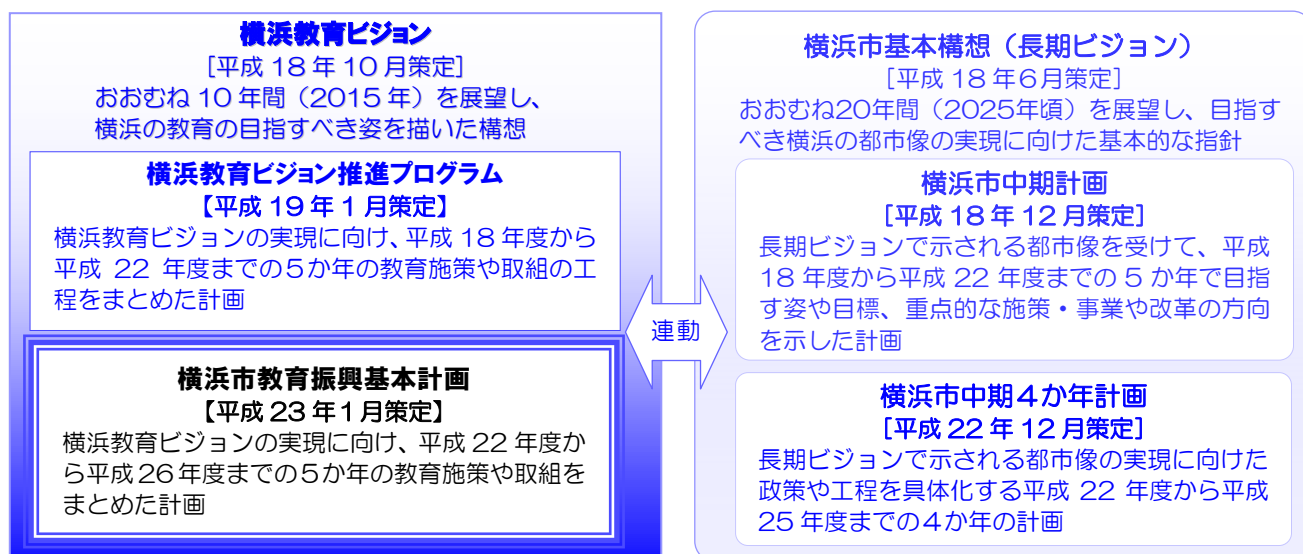 横浜教育ビジョン
[平成 18 年 10 月策定]
おおむね 10 年間（2015 年）を展望し、
横浜の教育の目指すべき姿を描いた構想
横浜教育ビジョン推進プログラム
【平成 19 年 1 月策定】
横浜教育ビジョンの実現に向け、平成 18 年度から
平成 22 年度までの５か年の教育施策や取組の工
程をまとめた計画
横浜市教育振興基本計画
【平成 23 年１月策定】
横浜教育ビジョンの実現に向け、平成 22 年度か
ら平成 26 年度までの５か年の教育施策や取組を
まとめた計画
連動
横浜市基本構想（長期ビジョン）
[平成 18 年６月策定]
おおむね20年間（2025年頃）を展望し、目指す
べき横浜の都市像の実現に向けた基本的な指針
横浜市中期計画
[平成 18 年 12 月策定]
長期ビジョンで示される都市像を受けて、平成
18 年度から平成 22 年度までの 5 か年で目指
す姿や目標、重点的な施策・事業や改革の方向
を示した計画
横浜市中期４か年計画
[平成 22 年 12 月策定]
長期ビジョンで示される都市像の実現に向けた
政策や工程を具体化する平成 22 年度から平成
25 年度までの４か年の計画